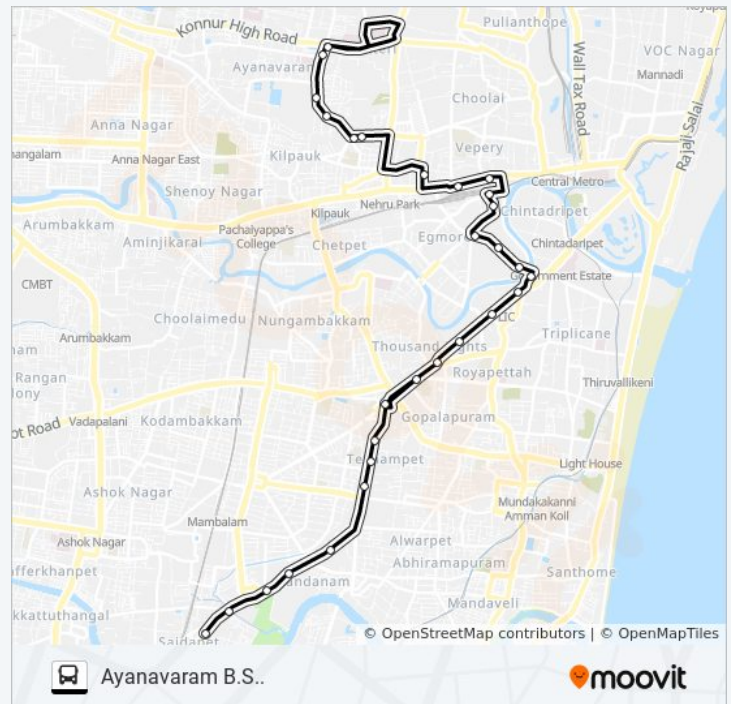 Konnur High Road
Pulianthope
Royapu
VOC Nagar
Mannadi
Ayanavaram
Wall Tax Road
Choolai
Rajaji Salai
Anna Nagar
Vepery
Kilpauk
mangalam
Anna Nagar East
Central Metro
Shenoy Nagar
Nehru Park
Chintadripet
Kilpauk
Arumbakkam
Pachaiyappa's
College
Egmore
Aminjikarai
Chetpet
Chintadaripet
Government Estate
CMBT
Choolaimedu
Nungambakkam
LIC
Triplicane
Arumbakkam
Thousand Lights
Royapettah
Rangan
Thiruvallikeni
Vadapalani
Kodambakkam
Gopalapuram
Light House
Ashok Nagar
Mundakakanni
Amman Koil
Mambalam
Alwarpet
Ashok Nagar
Abhiramapuram
Santhome
afferkhanpet
Mandaveli
kkattuthangal
Saidapet
© OpenStreetMap contributors | © OpenMapTiles
Ayanavaram B.S..
moovit